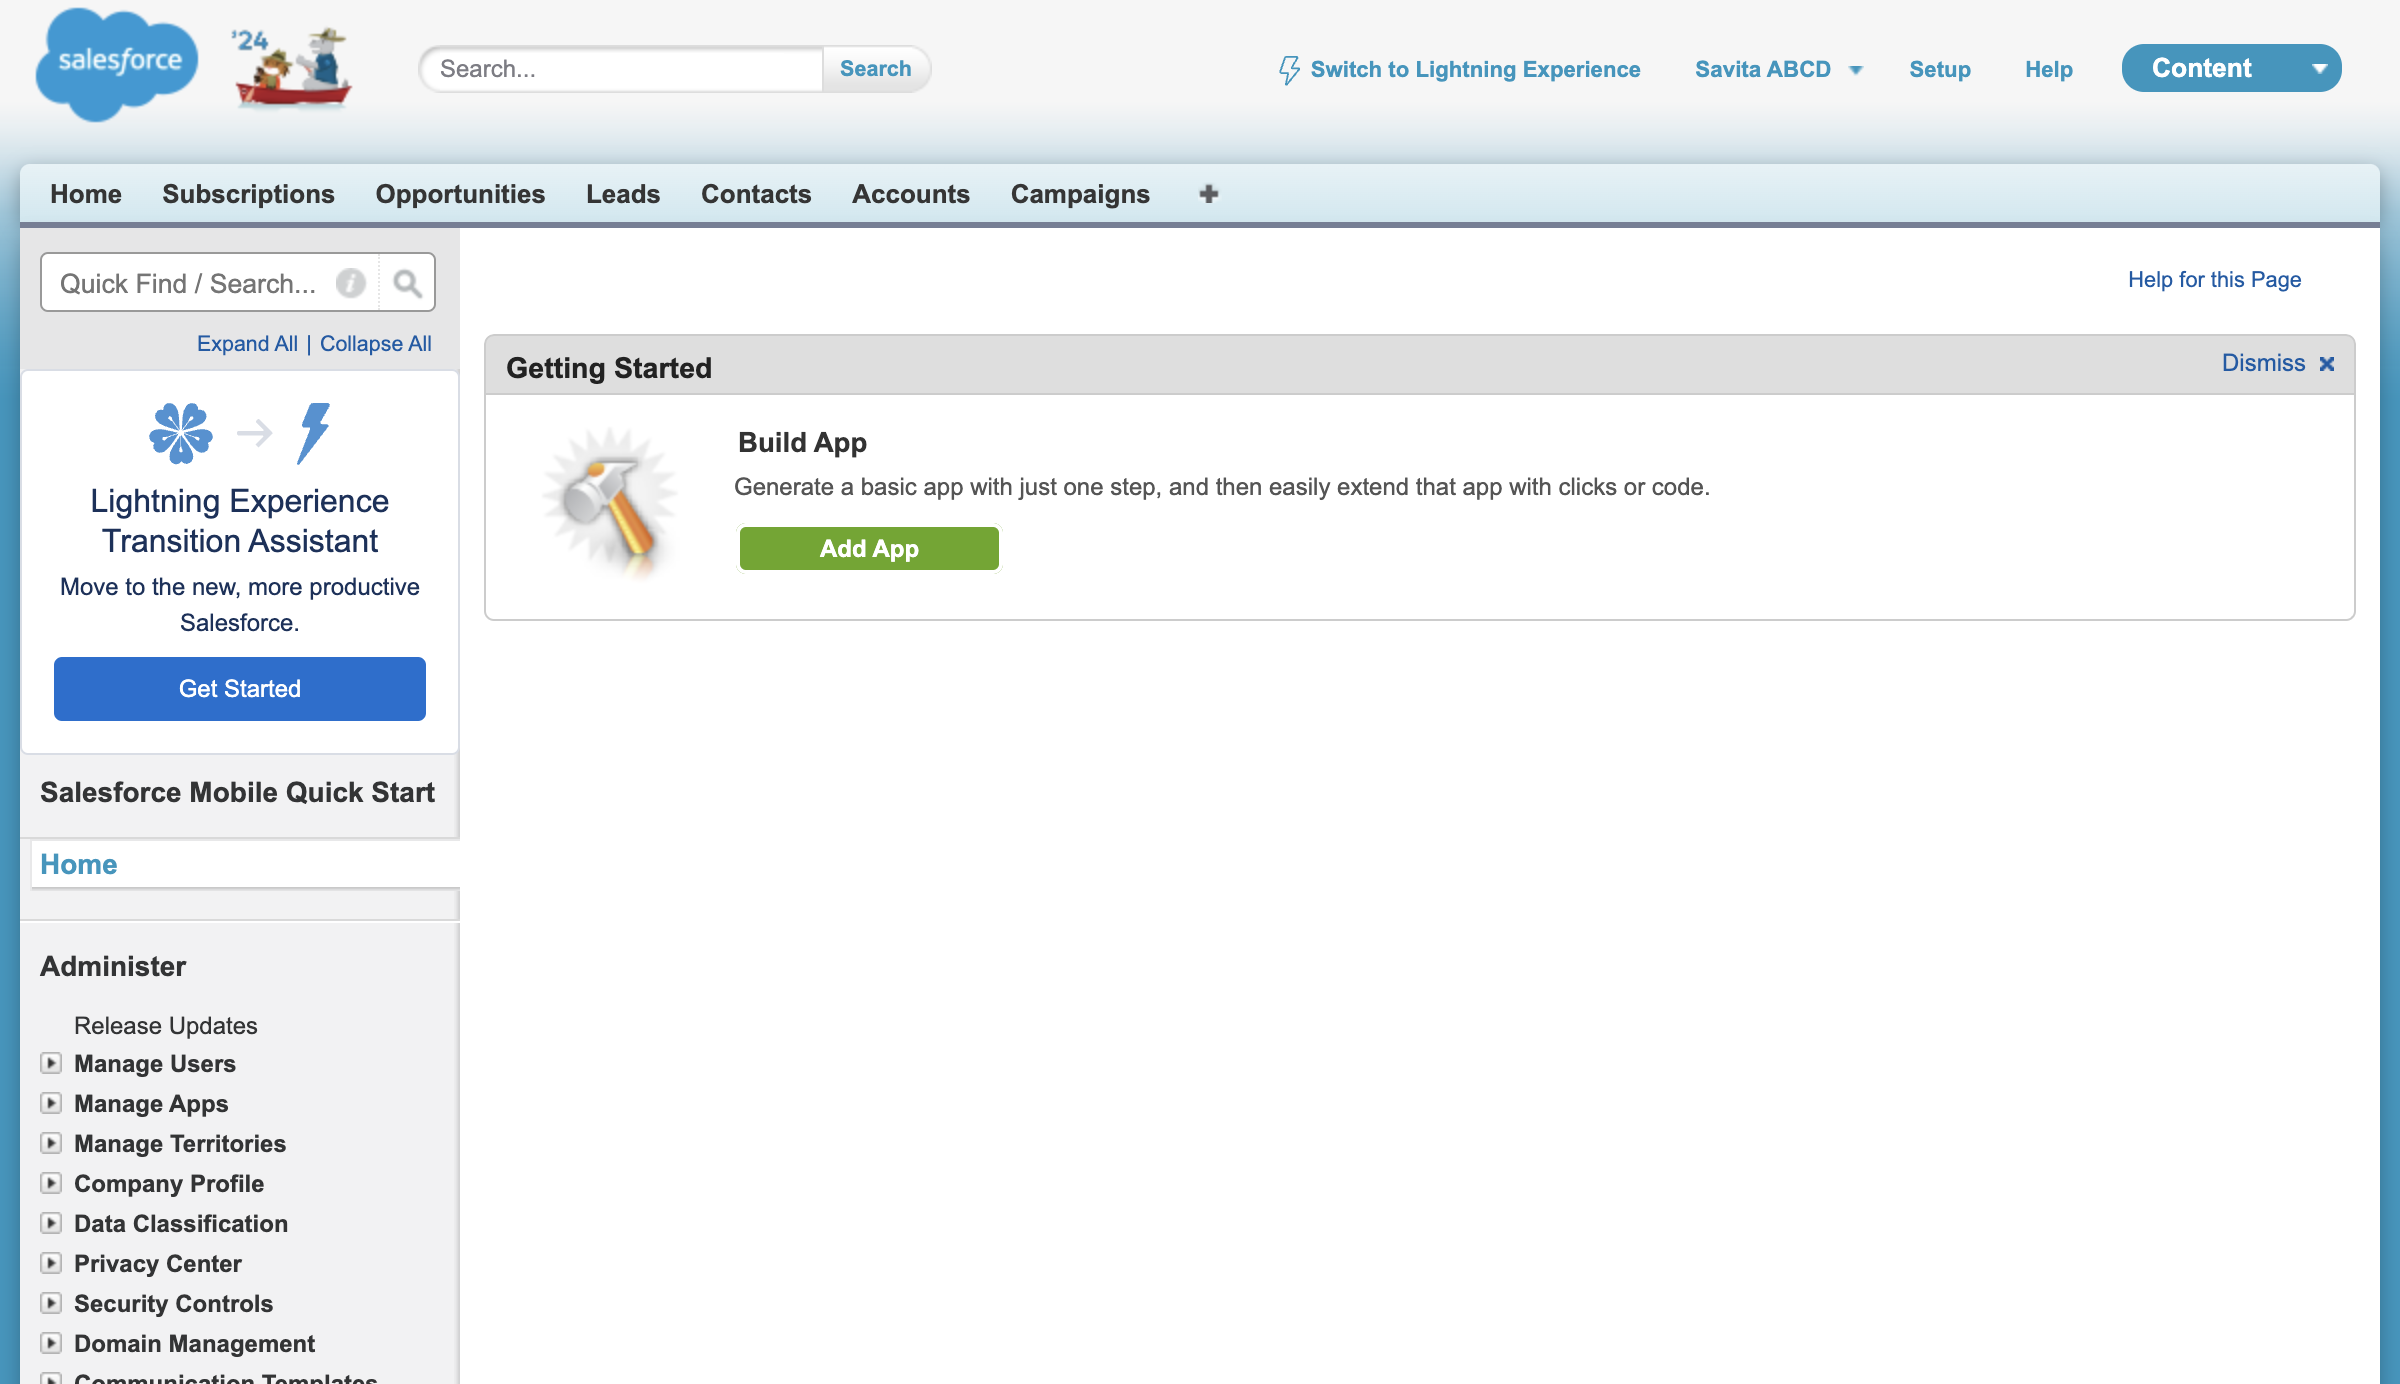 salesforce
'24
Search...
Search
Switch to Lightning Experience
Savita ABCD
Setup
Help
Content
Home
Subscriptions
Opportunities
Leads
Contacts
Accounts
Campaigns
Quick Find / Search...
Expand All | Collapse All
Lightning Experience
Transition Assistant
Move to the new, more productive
Salesforce.
Get Started
Salesforce Mobile Quick Start
Home
Administer
Release Updates
Manage Users
Manage Apps
Manage Territories
Company Profile
Data Classification
Privacy Center
Security Controls
Domain Management
Communication Templates
Help for this Page
Getting Started
Dismiss
Build App
Generate a basic app with just one step, and then easily extend that app with clicks or code.
Add App